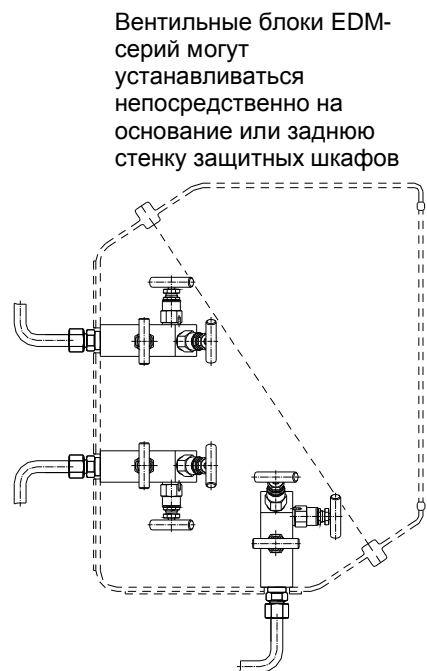 Вентильные блоки EDM-
серий могут
устанавливаться
непосредственно на
основание или заднюю
стенку защитных шкафов